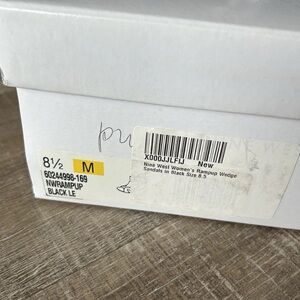 X000JJLFIJ New
Nine West Women's Rampup Wedge
Sandals in Black Size 8.5
8½ M
60244998-169
NWRAMPUP
BLACK LE